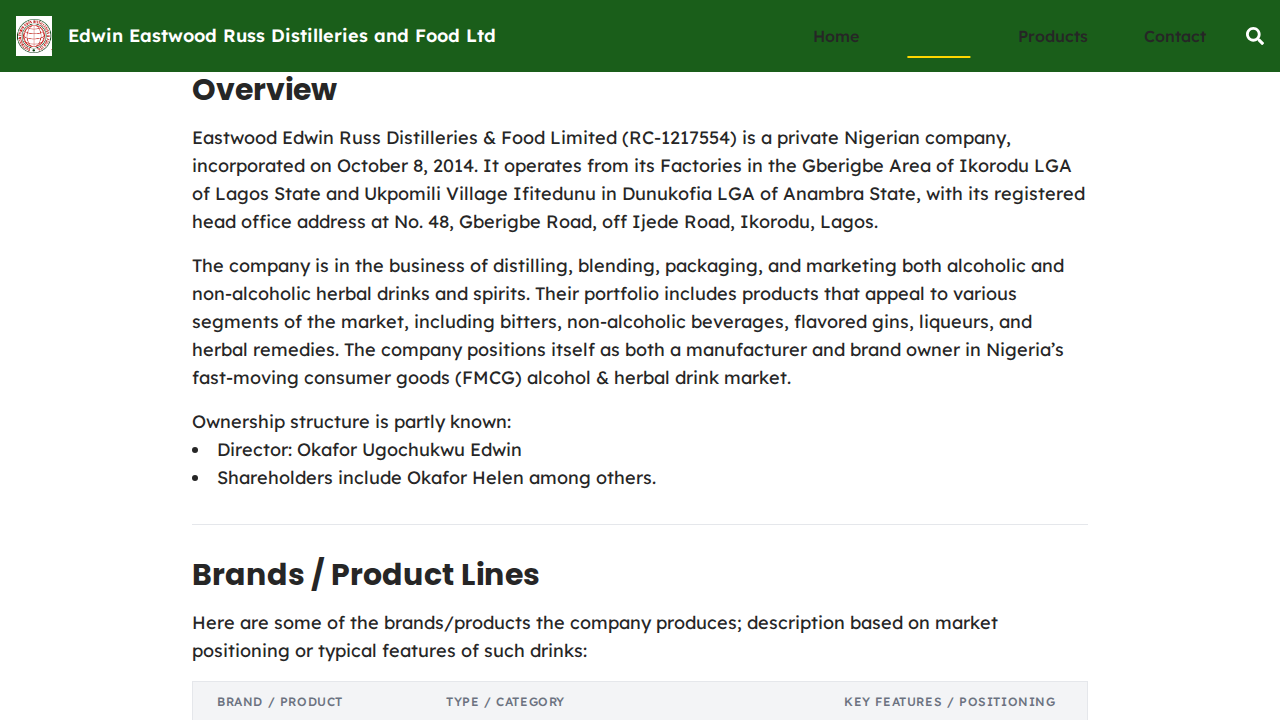 Edwin Eastwood Russ Distilleries and Food Ltd
Home
Products
Contact
Overview
Eastwood Edwin Russ Distilleries & Food Limited (RC-1217554) is a private Nigerian company,
incorporated on October 8, 2014. It operates from its Factories in the Gberigbe Area of Ikorodu LGA
of Lagos State and Ukpomili Village Ifitedunu in Dunukofia LGA of Anambra State, with its registered
head office address at No. 48, Gberigbe Road, off Ijede Road, Ikorodu, Lagos.
The company is in the business of distilling, blending, packaging, and marketing both alcoholic and
non-alcoholic herbal drinks and spirits. Their portfolio includes products that appeal to various
segments of the market, including bitters, non-alcoholic beverages, flavored gins, liqueurs, and
herbal remedies. The company positions itself as both a manufacturer and brand owner in Nigeria’s
fast-moving consumer goods (FMCG) alcohol & herbal drink market.
Ownership structure is partly known:
• Director: Okafor Ugochukwu Edwin
• Shareholders include Okafor Helen among others.
Brands / Product Lines
Here are some of the brands/products the company produces; description based on market
positioning or typical features of such drinks:
BRAND / PRODUCT
TYPE / CATEGORY
KEY FEATURES / POSITIONING